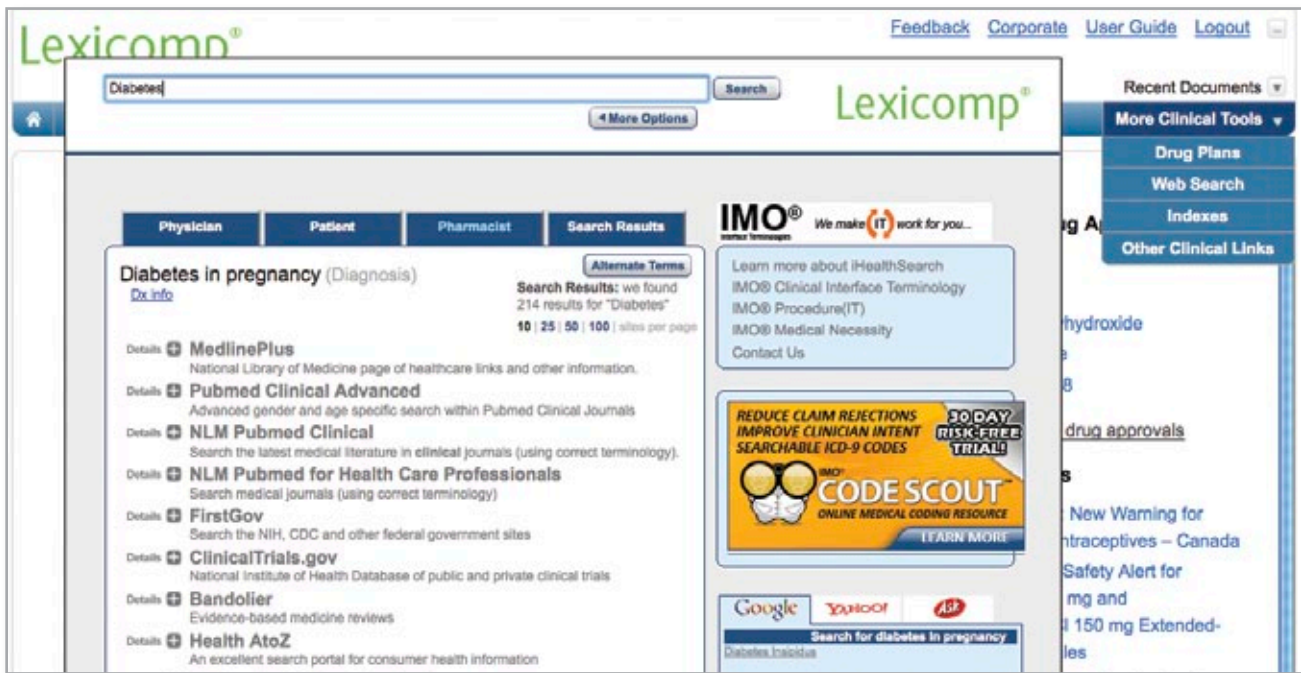 Lexicomp®
Feedback Corporate User Guide Logout
Recent Documents
More Clinical Tools
Drug Plans
Web Search
Indexes
Other Clinical Links
Diabetes
Search
More Options
Lexicomp®
Physician Patient Pharmacist Search Results
Diabetes in pregnancy (Diagnosis)
Dx info
Alternate Terms
Search Results: we found
214 results for "Diabetes"
10 | 25 | 50 | 100 | sites per page
Details MedlinePlus
National Library of Medicine page of healthcare links and other information.
Details Pubmed Clinical Advanced
Advanced gender and age specific search within Pubmed Clinical Journals
Details NLM Pubmed Clinical
Search the latest medical literature in clinical journals (using correct terminology).
Details NLM Pubmed for Health Care Professionals
Search medical journals (using correct terminology)
Details FirstGov
Search the NIH, CDC and other federal government sites
Details ClinicalTrials.gov
National Institute of Health Database of public and private clinical trials
Details Bandolier
Evidence-based medicine reviews
Details Health AtoZ
An excellent search portal for consumer health information
IMO®
We make (IT) work for you...
Learn more about iHealthSearch
IMO® Clinical Interface Terminology
IMO® Procedure(IT)
IMO® Medical Necessity
Contact Us
REDUCE CLAIM REJECTIONS
IMPROVE CLINICIAN INTENT
SEARCHABLE ICD-9 CODES
30 DAY
RISK-FREE
TRIAL!
IMO®
CODE SCOUT™
ONLINE MEDICAL CODING RESOURCE
LEARN MORE
Google YAHOO! Ask
Search for diabetes in pregnancy
Diabetes Insipidus
ug Ap
hydroxide
e
8
drug approvals
s
New Warning for
ntraceptives – Canada
Safety Alert for
mg and
l 150 mg Extended-
les